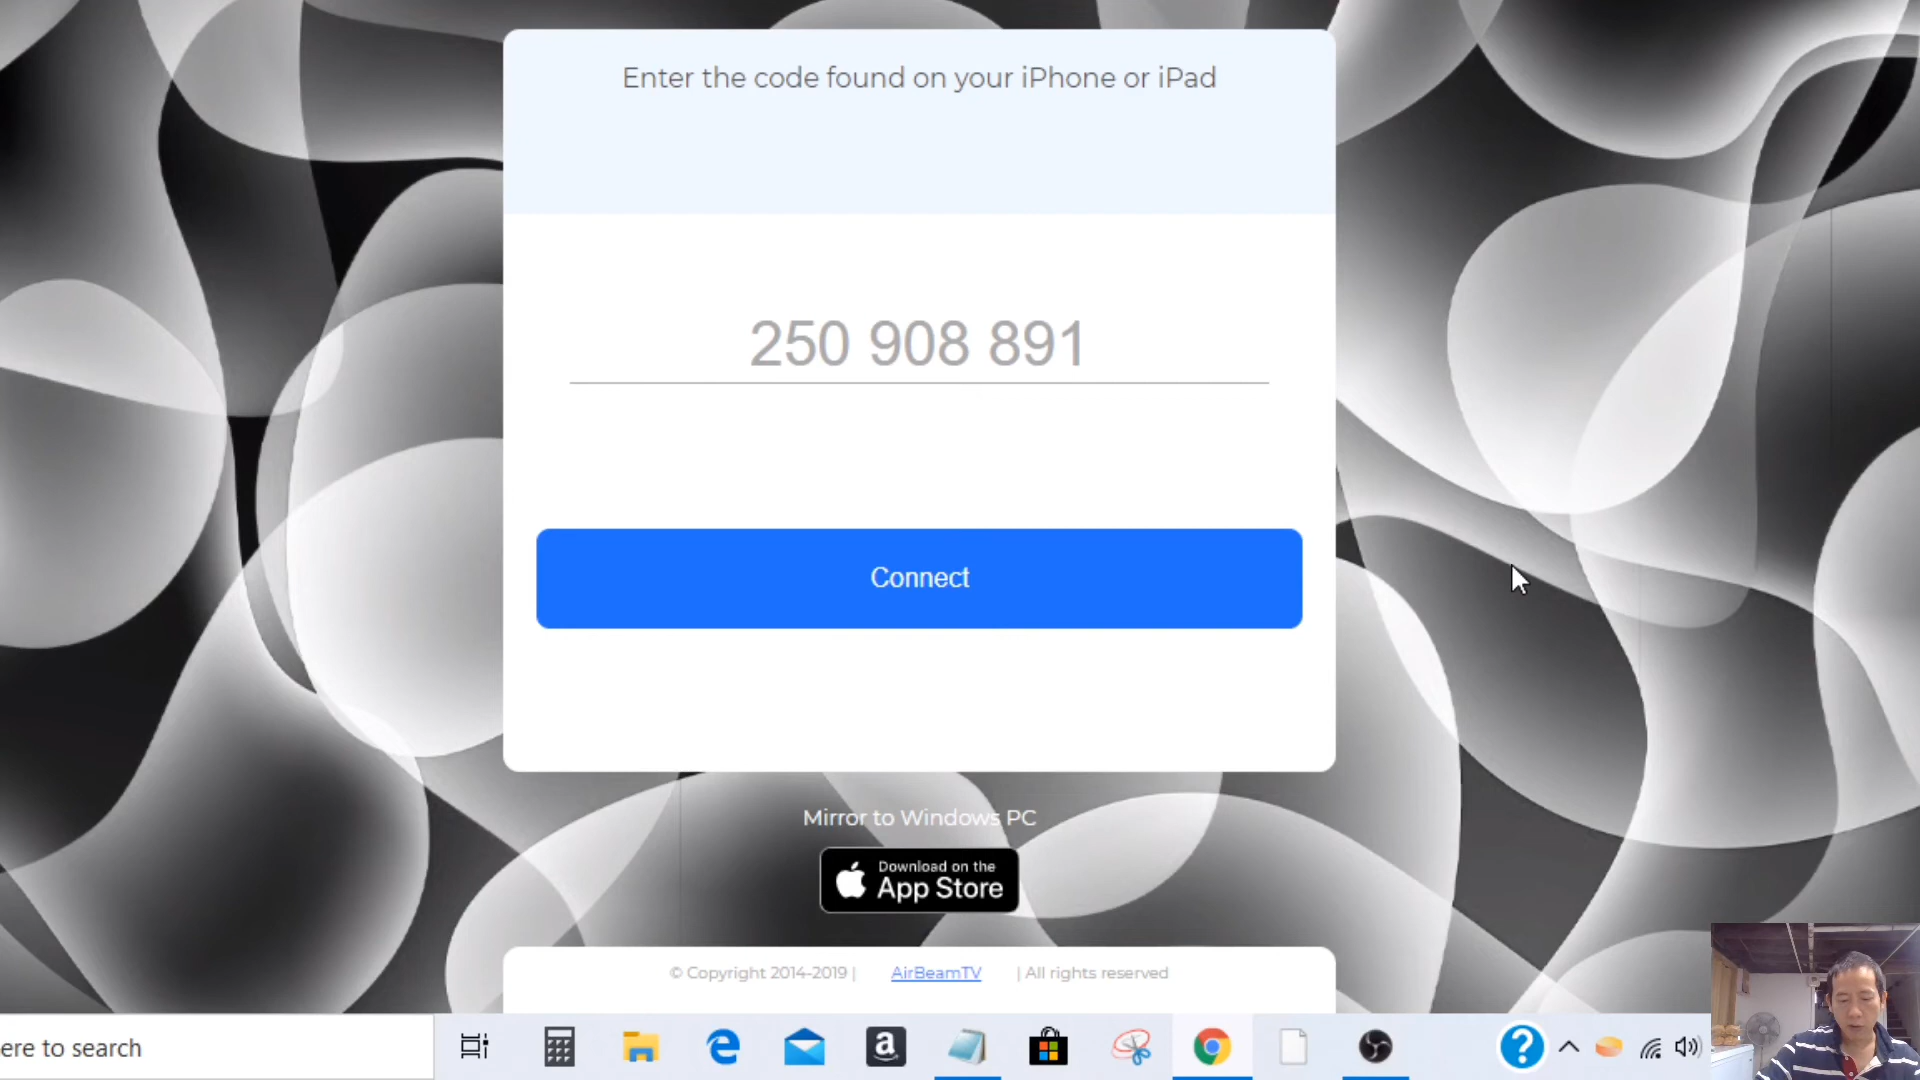 Enter the code found on your iPhone or iPad
250 908 891
Connect
Mirror to Windows PC
Download on the
App Store
© Copyright 2014-2019 | AirBeamTV | All rights reserved
ere to search